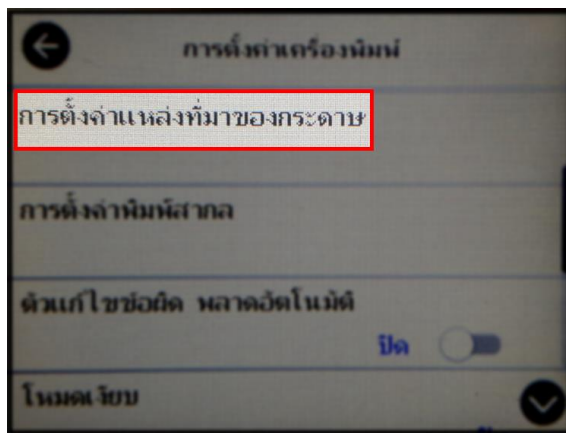 การตั้งค่าเครื่องพิมพ์
การตั้งค่าแหล่งที่มาของกระดาษ
การตั้งค่าพิมพ์สากล
ตัวแก้ไขข้อผิด พลาดอัตโนมัติ
ปิด
โหมดเงียบ